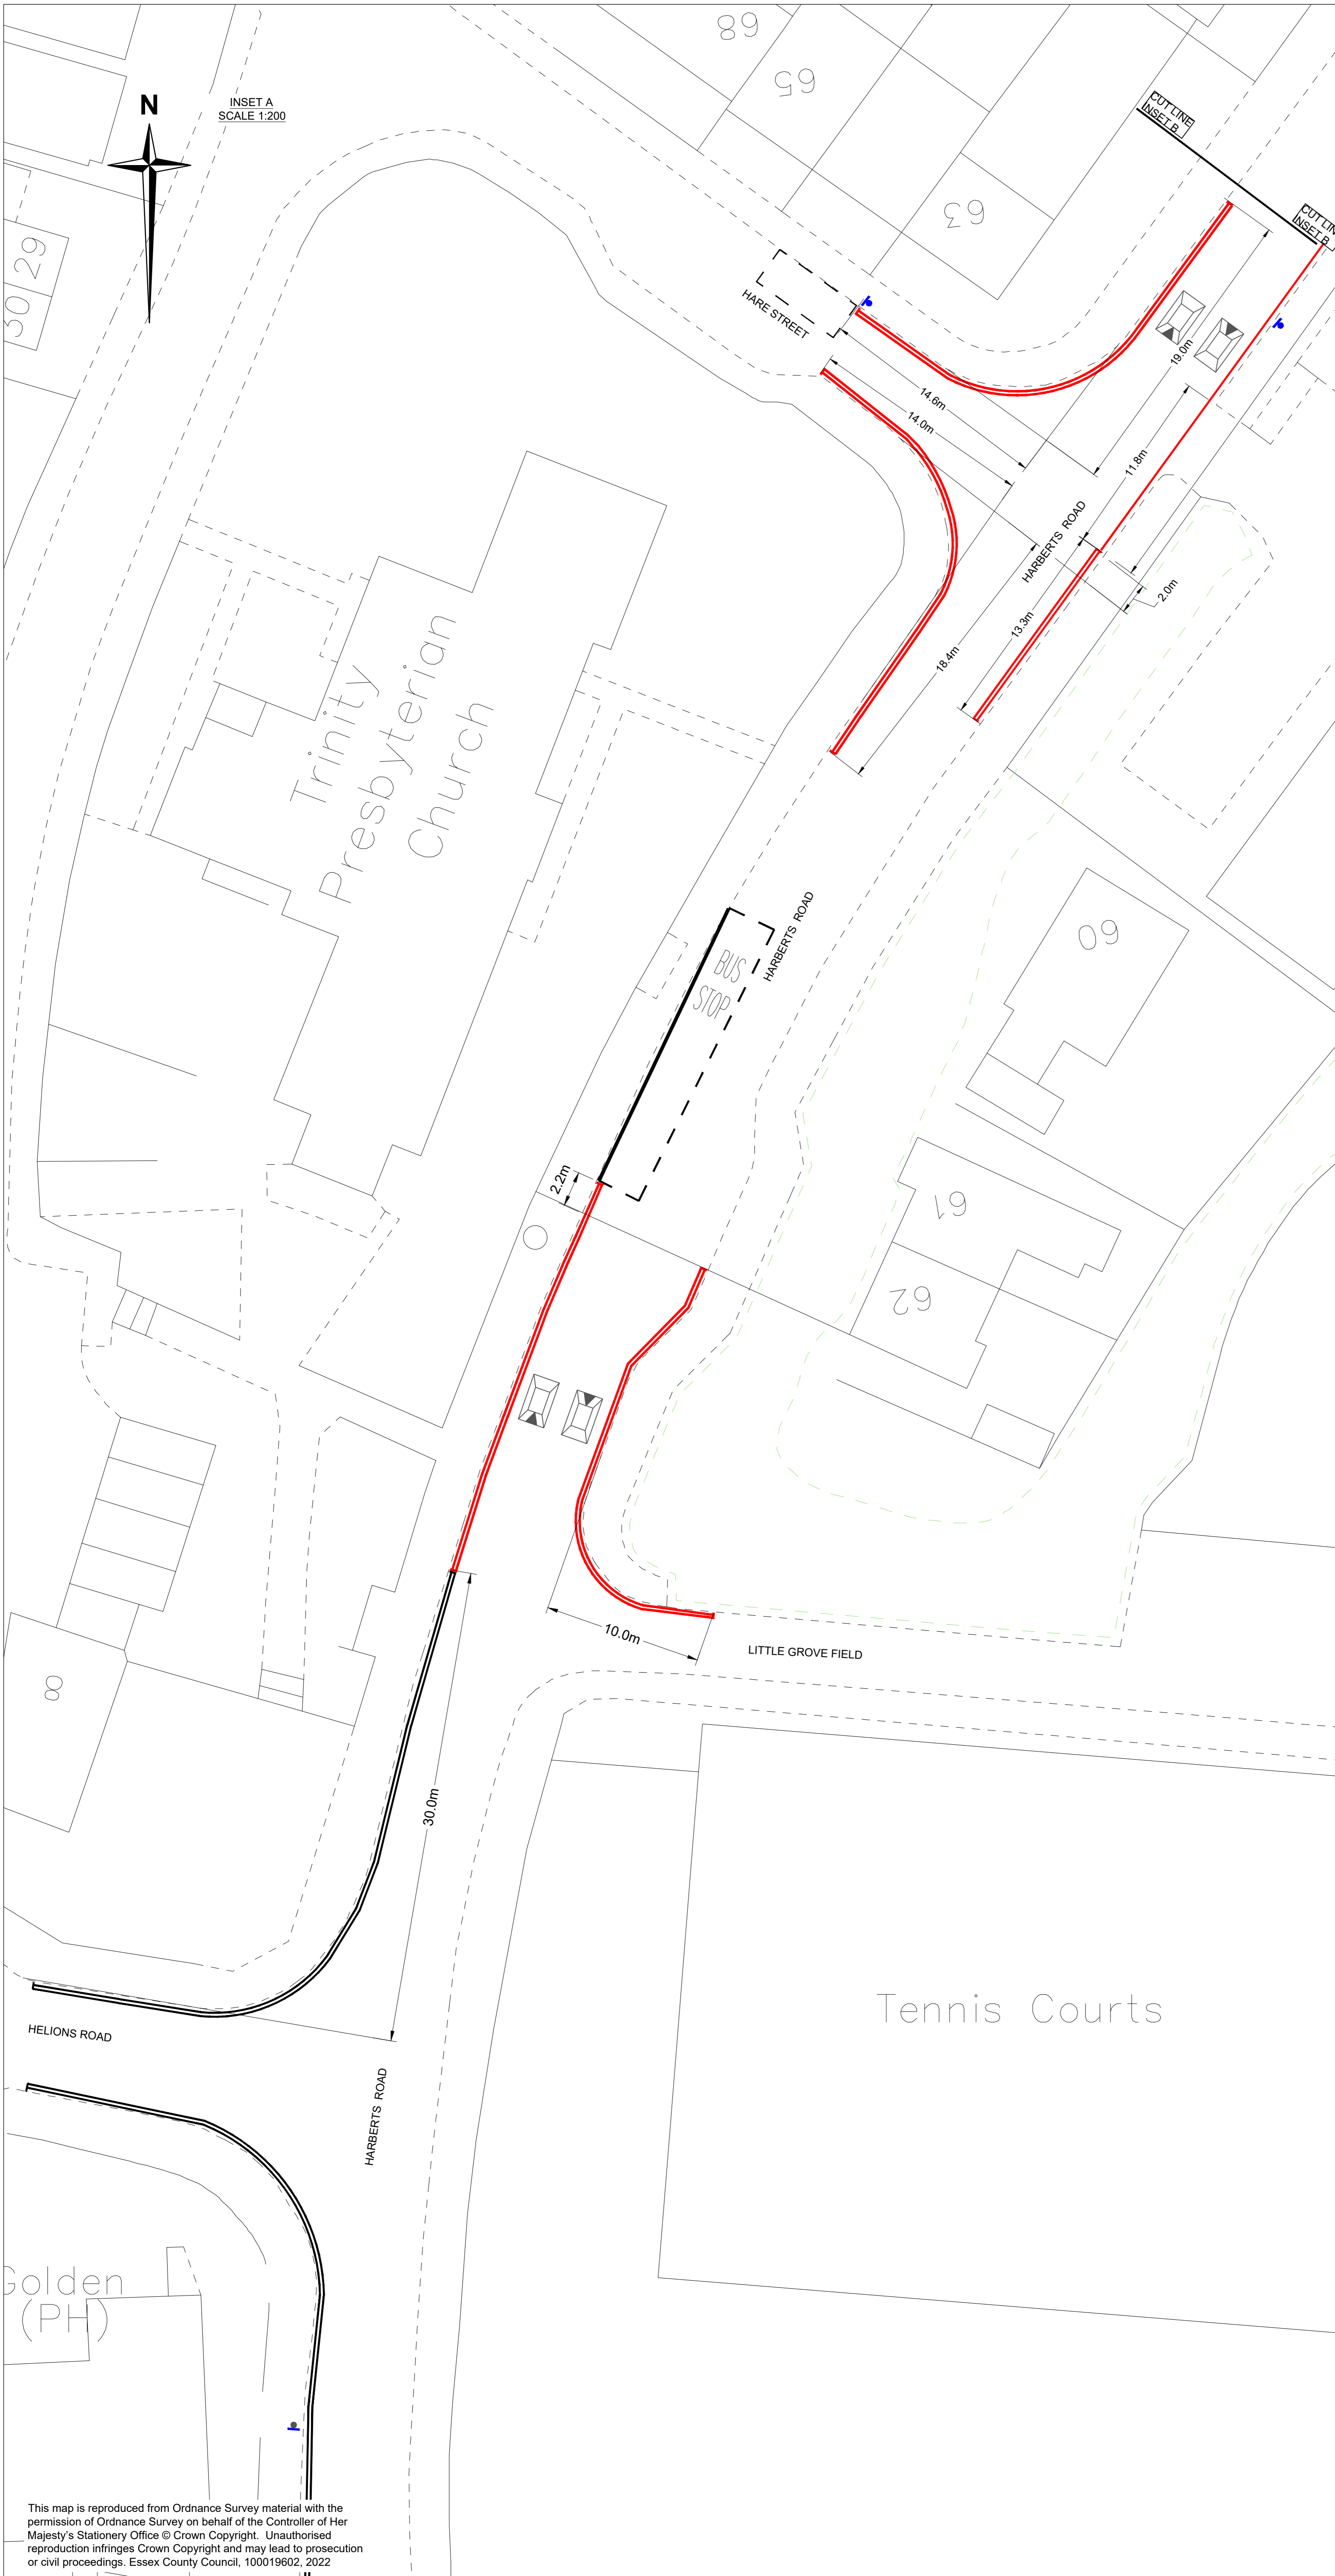 68
65
N
INSET A
SCALE 1:200
CUT LINE
INSET B
63
CUT LIN
INSET B
30 29
HARE STREET
19.0m
14.6m
14.0m
11.8m
HARBERTS ROAD
2.0m
13.3m
18.4m
Trinity
Presbyterian
Church
60
HARBERTS ROAD
BUS
STOP
2.2m
61
62
10.0m
LITTLE GROVE FIELD
8
30.0m
Tennis Courts
HELIONS ROAD
HARBERTS ROAD
Golden
(PH)
This map is reproduced from Ordnance Survey material with the
permission of Ordnance Survey on behalf of the Controller of Her
Majesty's Stationery Office © Crown Copyright. Unauthorised
reproduction infringes Crown Copyright and may lead to prosecution
or civil proceedings. Essex County Council, 100019602, 2022